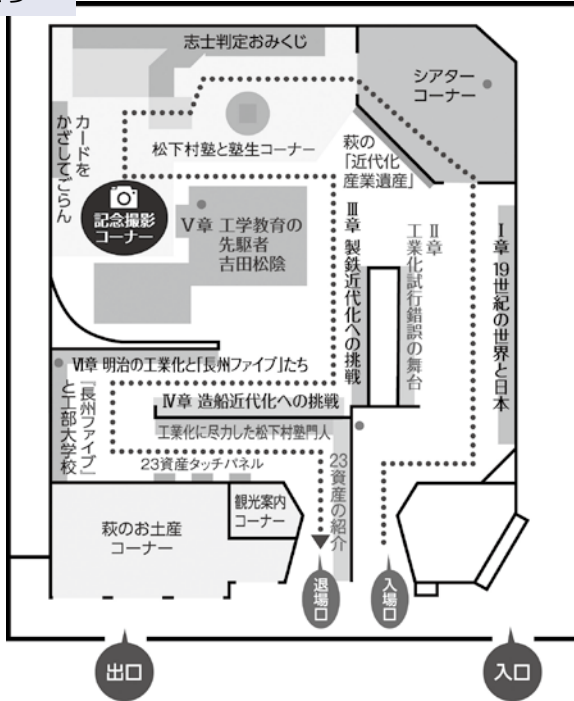 志士判定おみくじ
シアター
コーナー
カードを
かざしてごらん
松下村塾と塾生コーナー
萩の
「近代化
産業遺産」
記念撮影
コーナー
Ⅴ章 工学教育の
先駆者
吉田松陰
Ⅲ章 製鉄近代化への挑戦
Ⅱ章
工業化試行錯誤の舞台
Ⅰ章 19世紀の世界と日本
Ⅵ章 明治の工業化と「長州ファイブ」たち
『長州ファイブ』
と工部大学校
Ⅳ章 造船近代化への挑戦
工業化に尽力した松下村塾門人
23資産タッチパネル
23資産の紹介
観光案内
コーナー
萩のお土産
コーナー
退場口
入場口
出口
入口